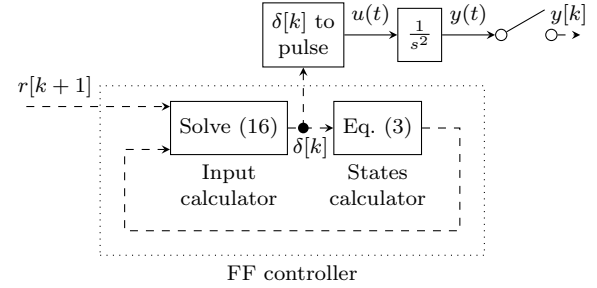 δ[k] to
pulse
u(t)
1
s²
y(t)
y[k]
r[k + 1]
Solve (16)
δ[k]
Eq. (3)
Input
calculator
States
calculator
FF controller